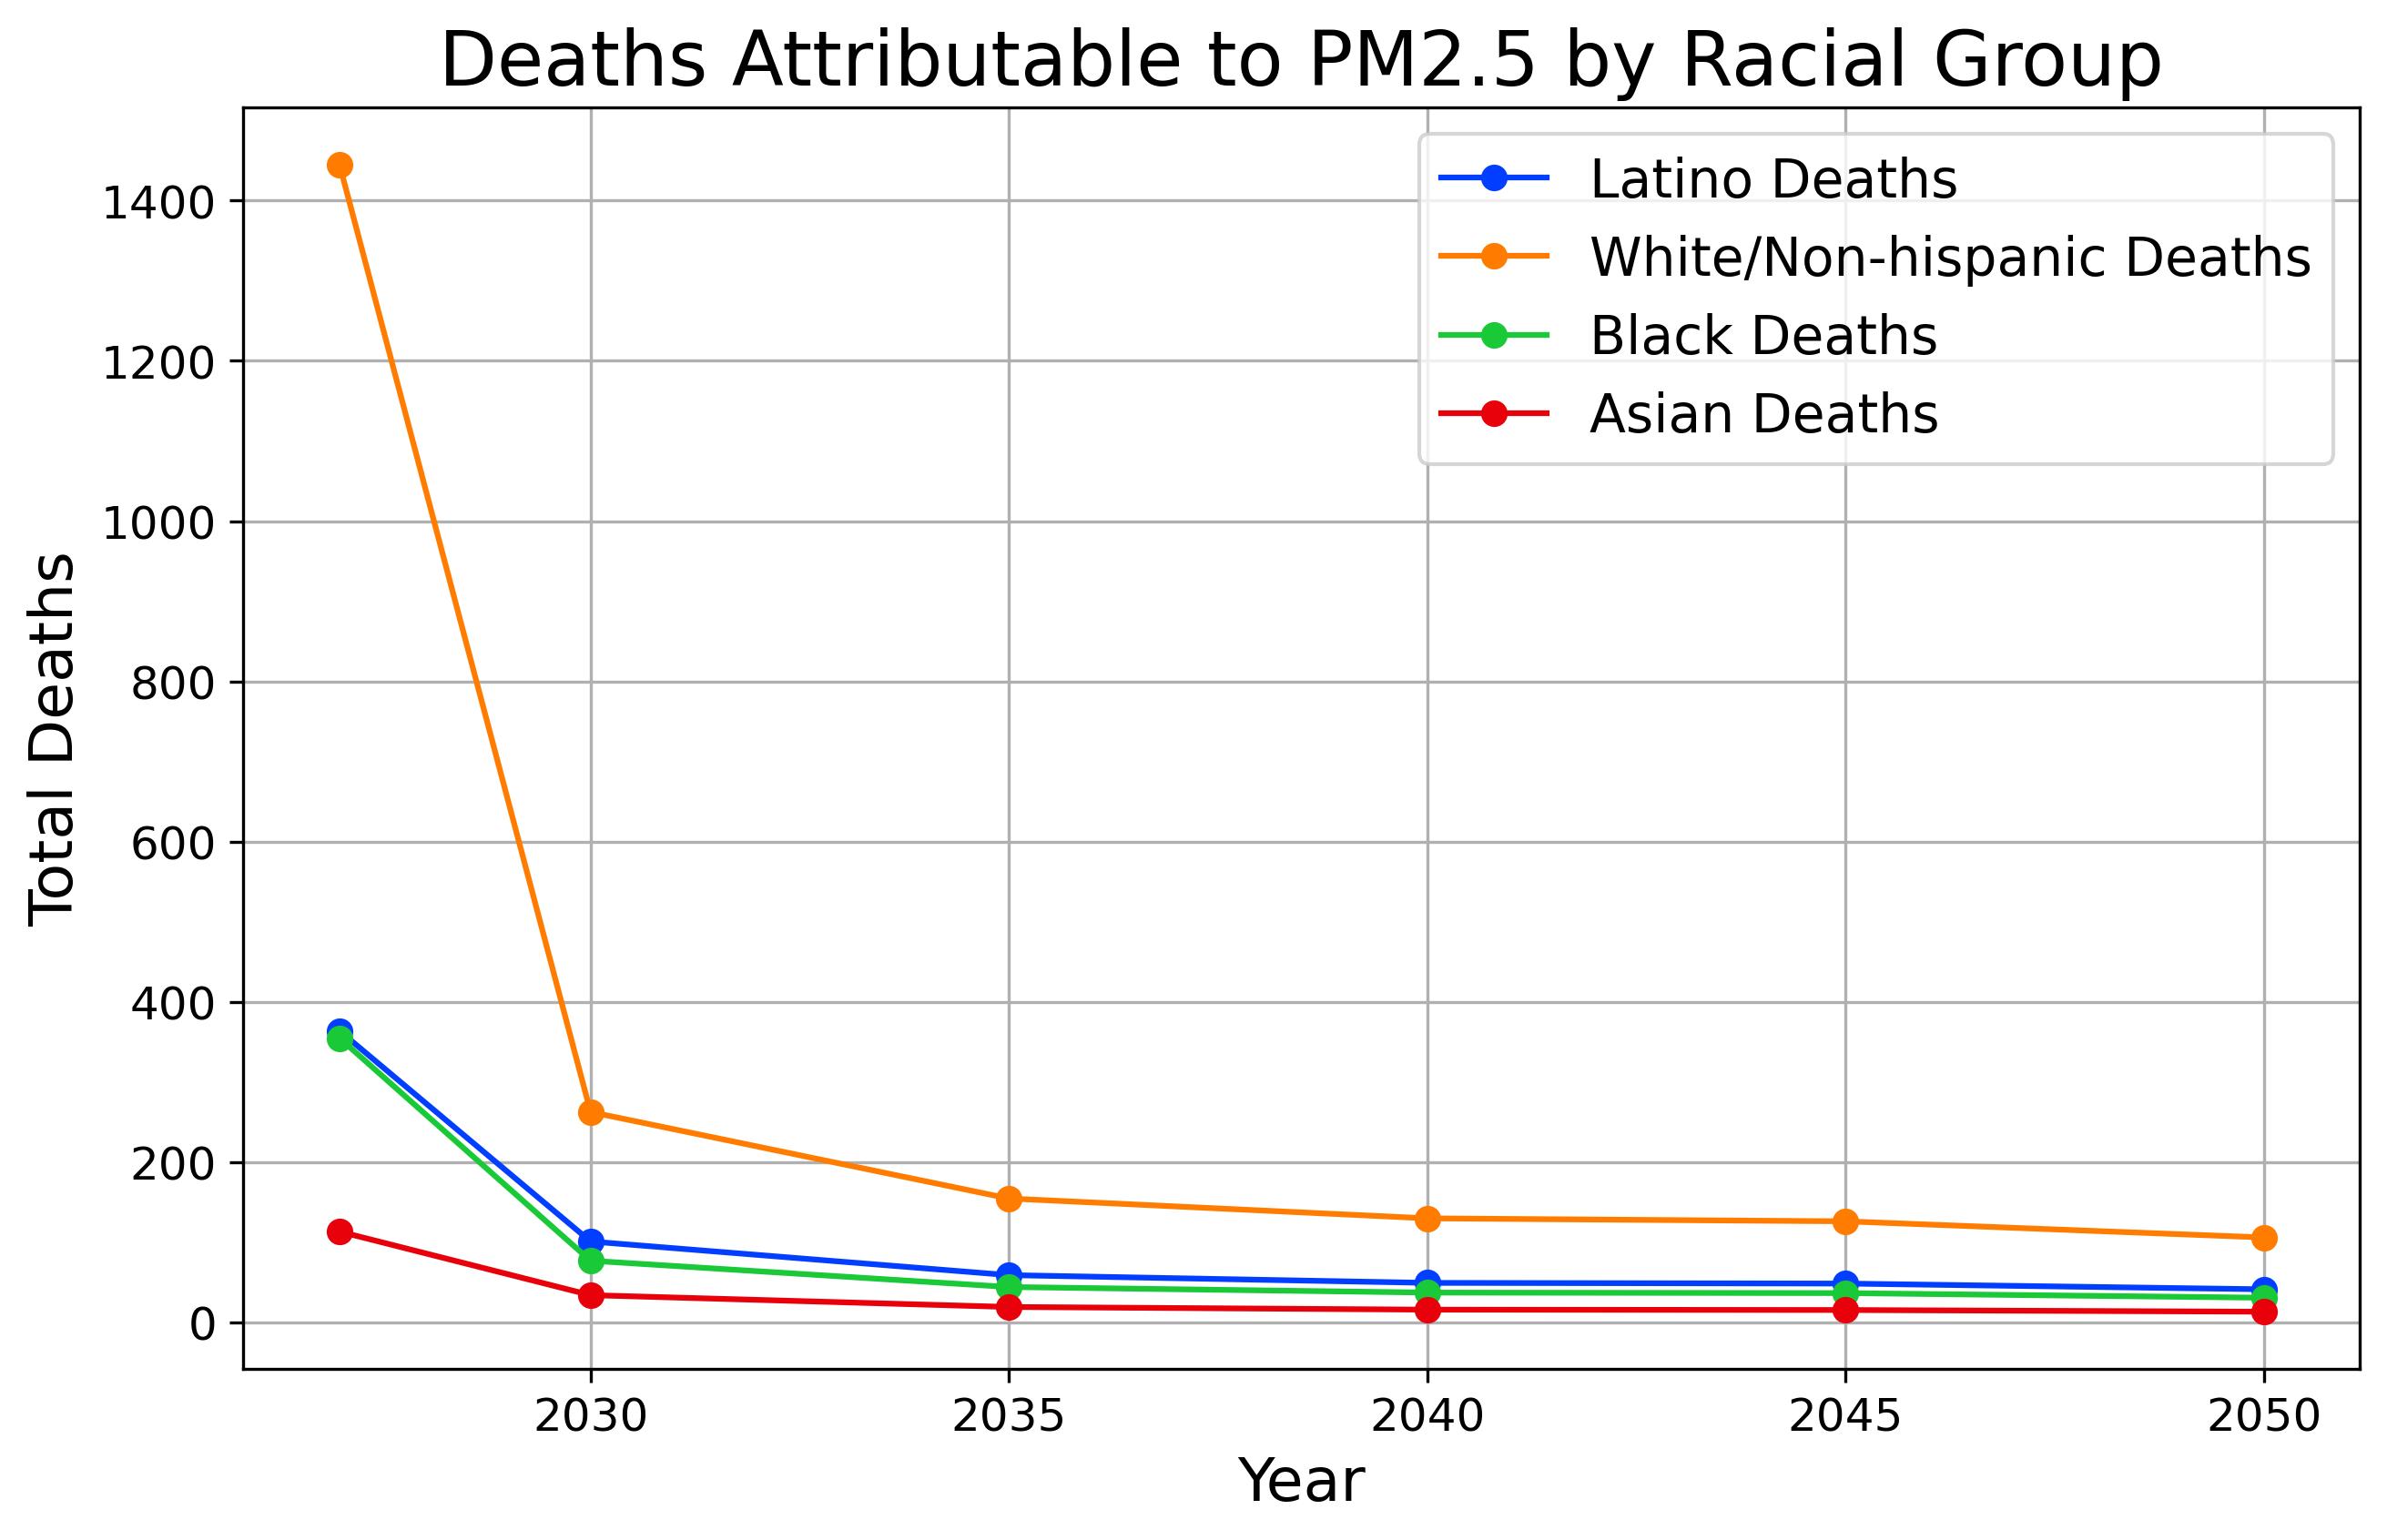 Deaths Attributable to PM2.5 by Racial Group
Latino Deaths
White/Non-hispanic Deaths
Black Deaths
Asian Deaths
Total Deaths
1400
1200
1000
800
600
400
200
0
2030 2035 2040 2045 2050
Year